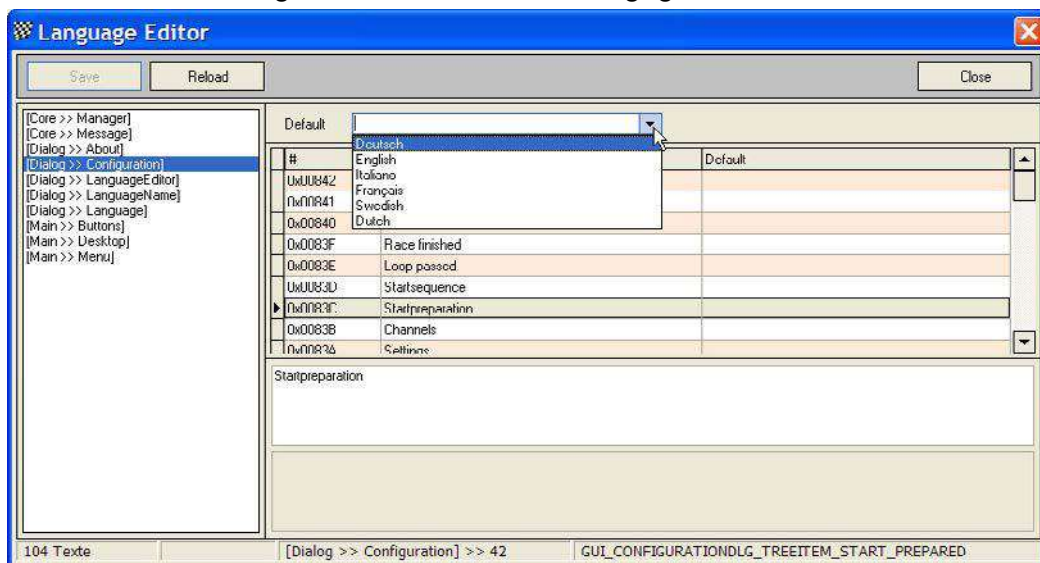 Language Editor
Save
Reload
Close
[Core >> Manager]
[Core >> Message]
[Dialog >> About]
[Dialog >> Configuration]
[Dialog >> LanguageEditor]
[Dialog >> LanguageName]
[Dialog >> Language]
[Main >> Buttons]
[Main >> Desktop]
[Main >> Menu]
Default
Deutsch
English
Italiano
Français
Swedish
Dutch
# Default
0x00842
0x00841
0x00840
0x0083F Race finished
0x0083E Loop passed
0x0083D Startsequence
0x0083C Startpreparation
0x0083B Channels
0x0083A Settings
Startpreparation
104 Texte [Dialog >> Configuration] >> 42 GUI_CONFIGURATIONDLG_TREEITEM_START_PREPARED